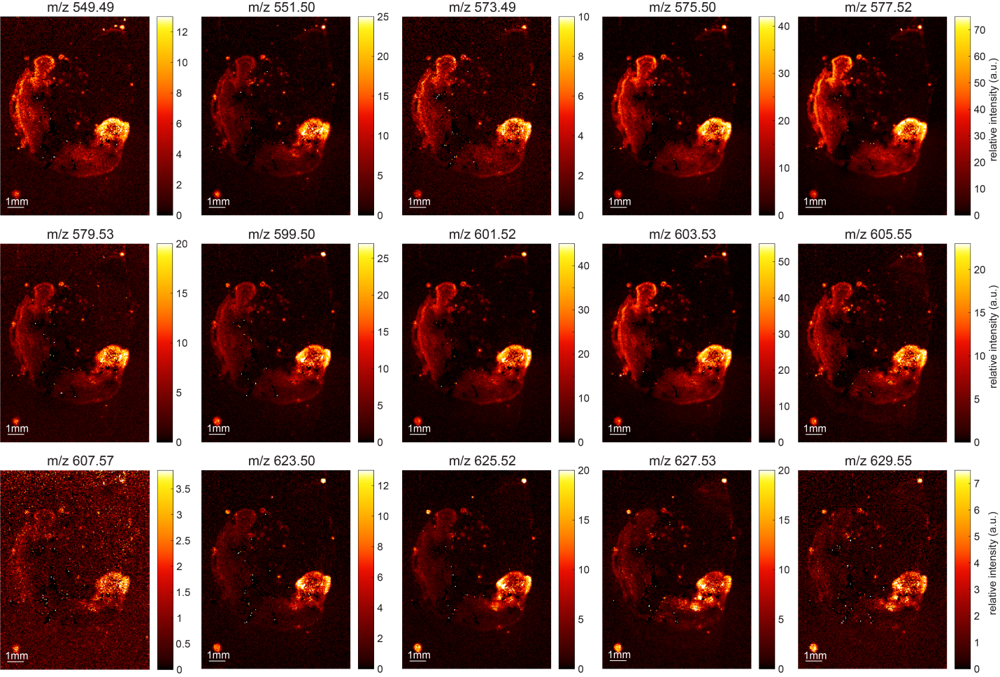 m/z 549.49 m/z 551.50 m/z 573.49 m/z 575.50 m/z 577.52
12 10 8 6 4 2 0
1mm
25 20 15 10 5 0
1mm
10 8 6 4 2 0
1mm
40 30 20 10 0
1mm
70 60 50 40 30 20 10 0
relative intensity (a.u.)
1mm
m/z 579.53 m/z 599.50 m/z 601.52 m/z 603.53 m/z 605.55
20 15 10 5 0
1mm
25 20 15 10 5 0
1mm
40 30 20 10 0
1mm
50 40 30 20 10 0
1mm
20 15 10 5 0
relative intensity (a.u.)
1mm
m/z 607.57 m/z 623.50 m/z 625.52 m/z 627.53 m/z 629.55
3.5 3 2.5 2 1.5 1 0.5 0
1mm
12 10 8 6 4 2 0
1mm
20 15 10 5 0
1mm
20 15 10 5 0
1mm
7 6 5 4 3 2 1 0
relative intensity (a.u.)
1mm